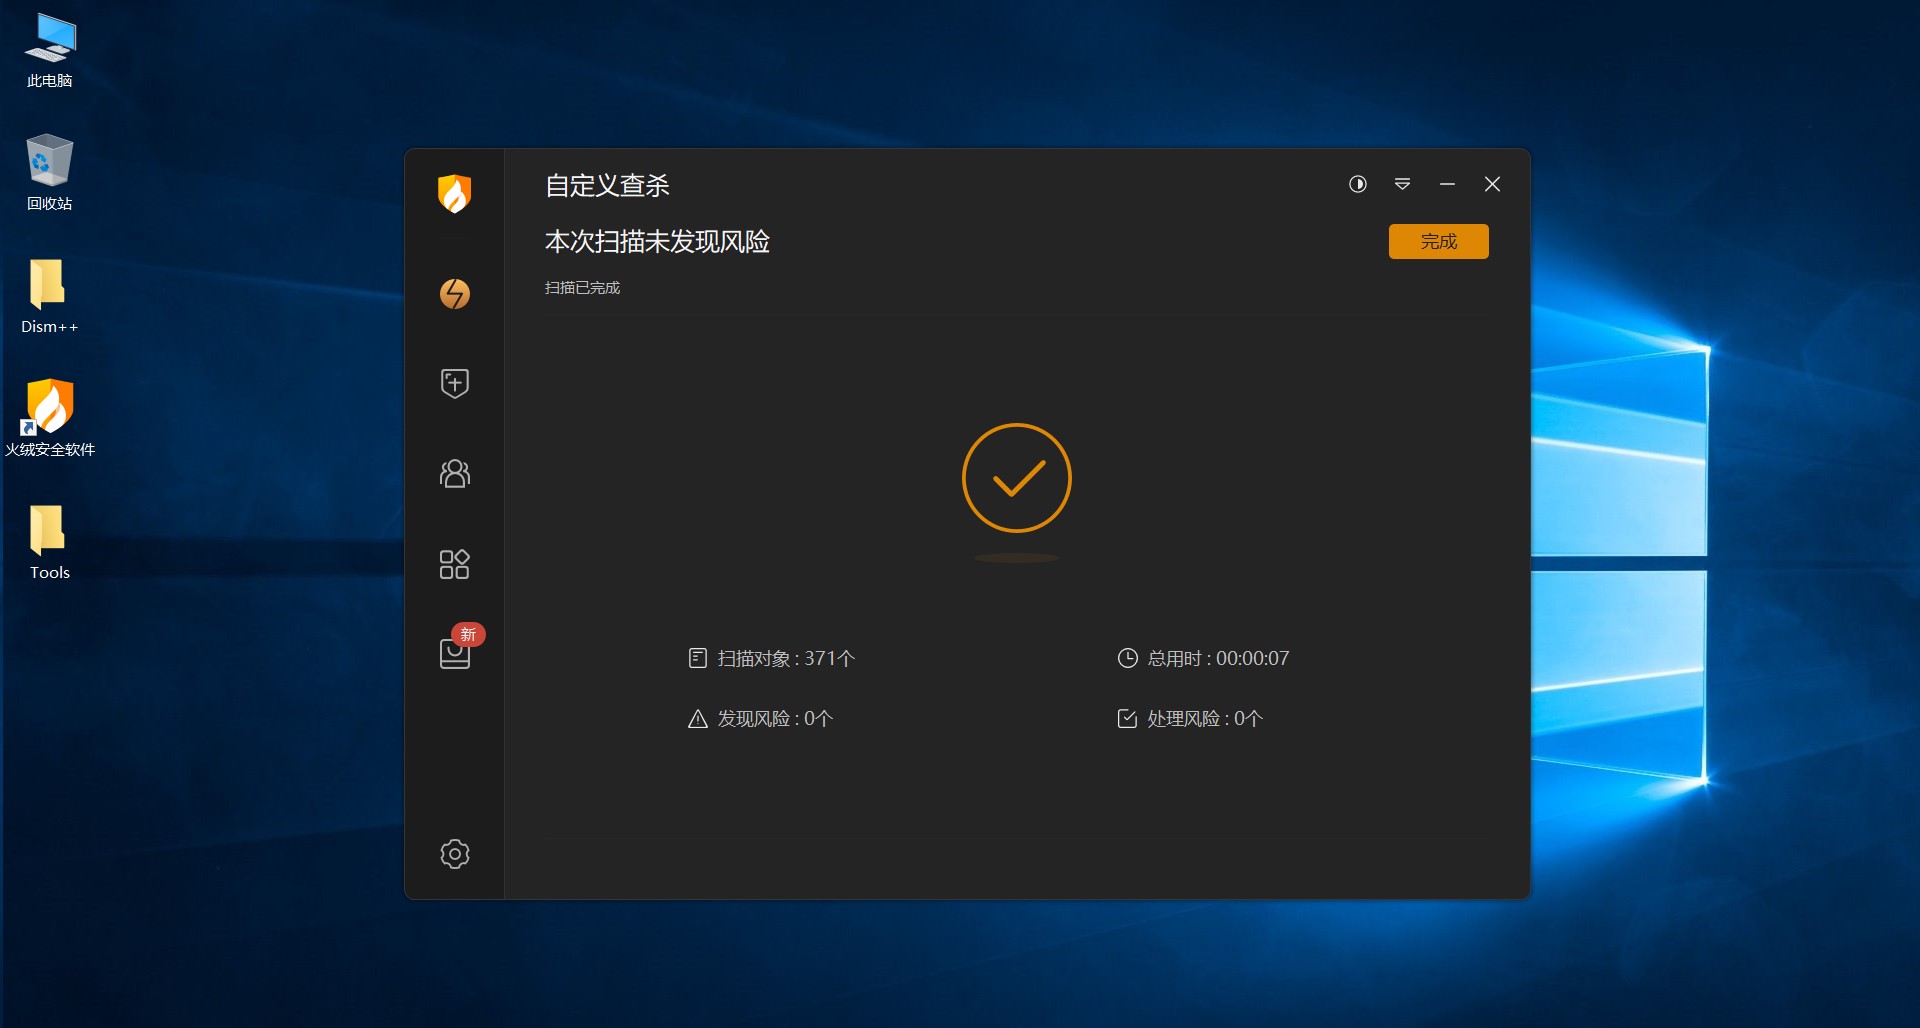 此电脑
回收站
Dism++
火绒安全软件
Tools
自定义查杀
本次扫描未发现风险
完成
扫描已完成
新
扫描对象 : 371个
总用时 : 00:00:07
发现风险 : 0个
处理风险 : 0个